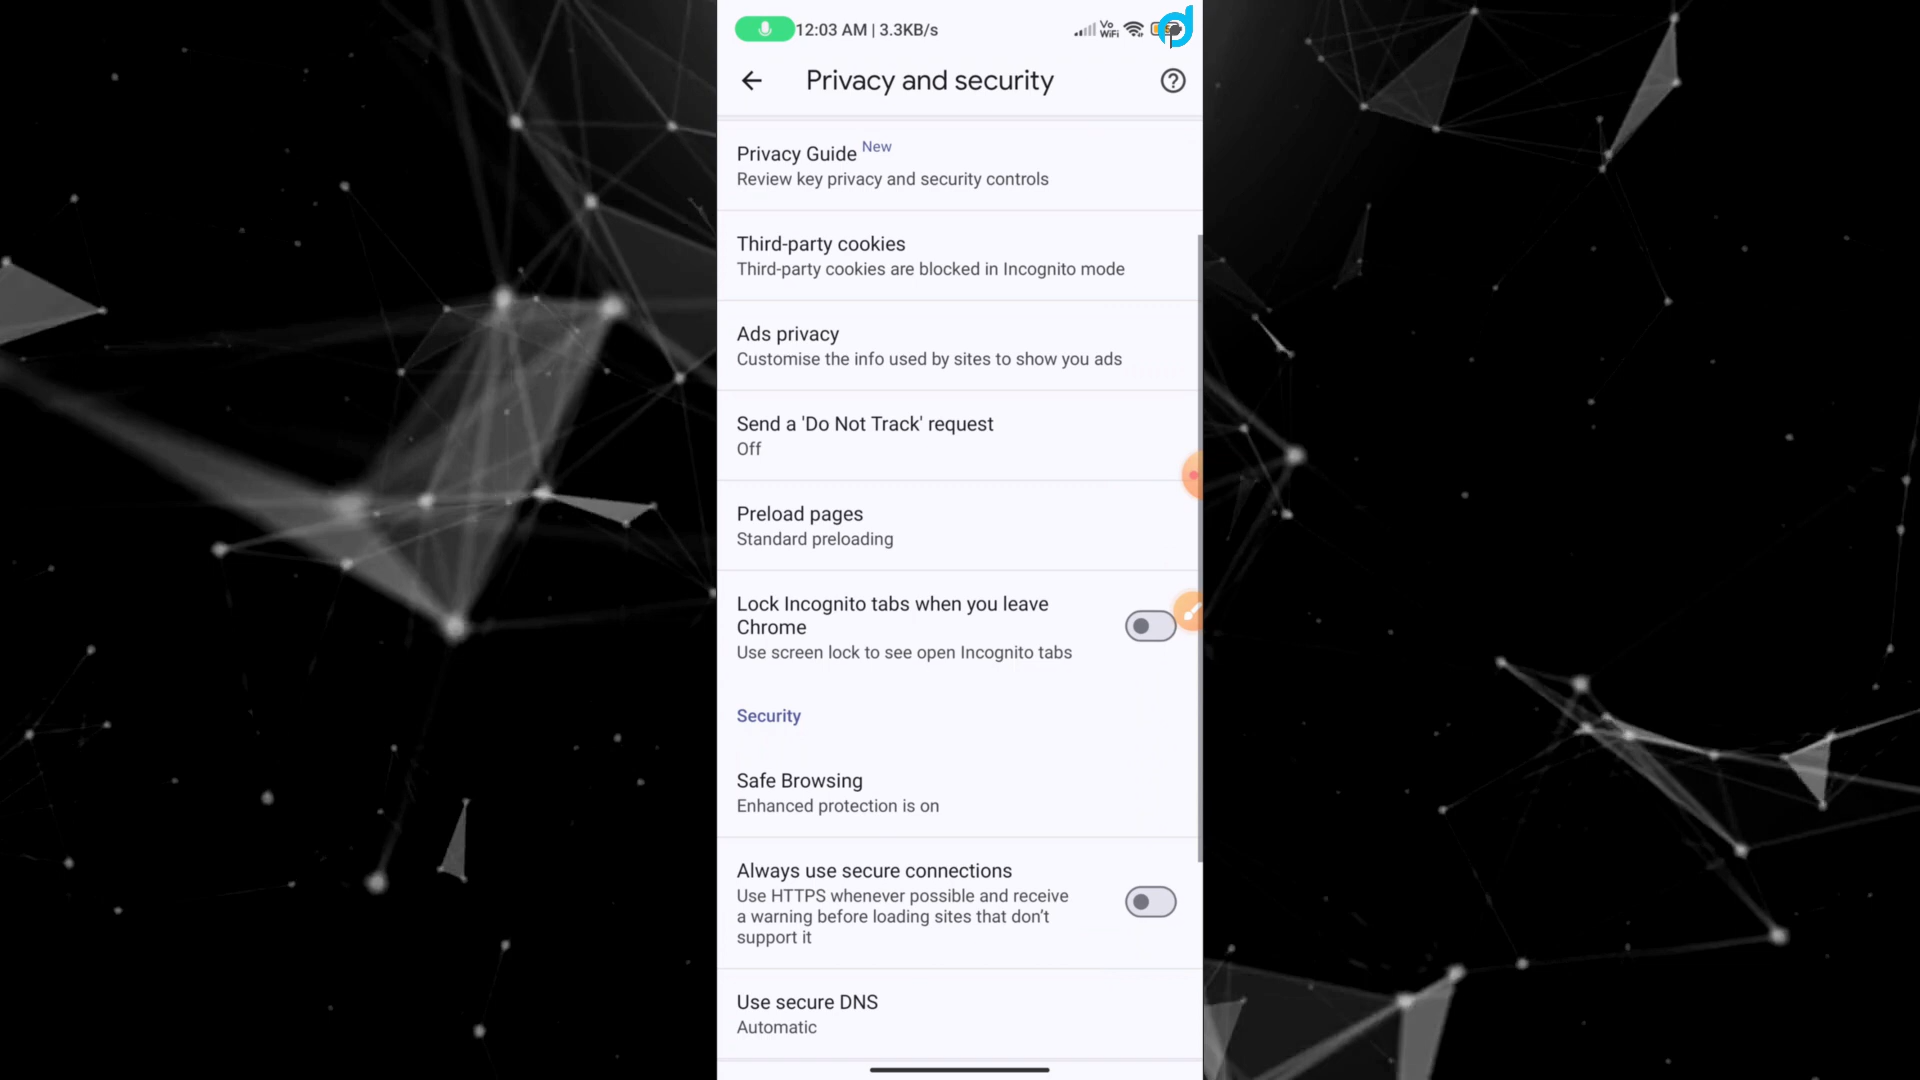 12:03 AM | 3.3KB/s
Vo
WiFi
Privacy and security
Privacy Guide New
Review key privacy and security controls
Third-party cookies
Third-party cookies are blocked in Incognito mode
Ads privacy
Customise the info used by sites to show you ads
Send a 'Do Not Track' request
Off
Preload pages
Standard preloading
Lock Incognito tabs when you leave
Chrome
Use screen lock to see open Incognito tabs
Security
Safe Browsing
Enhanced protection is on
Always use secure connections
Use HTTPS whenever possible and receive
a warning before loading sites that don’t
support it
Use secure DNS
Automatic